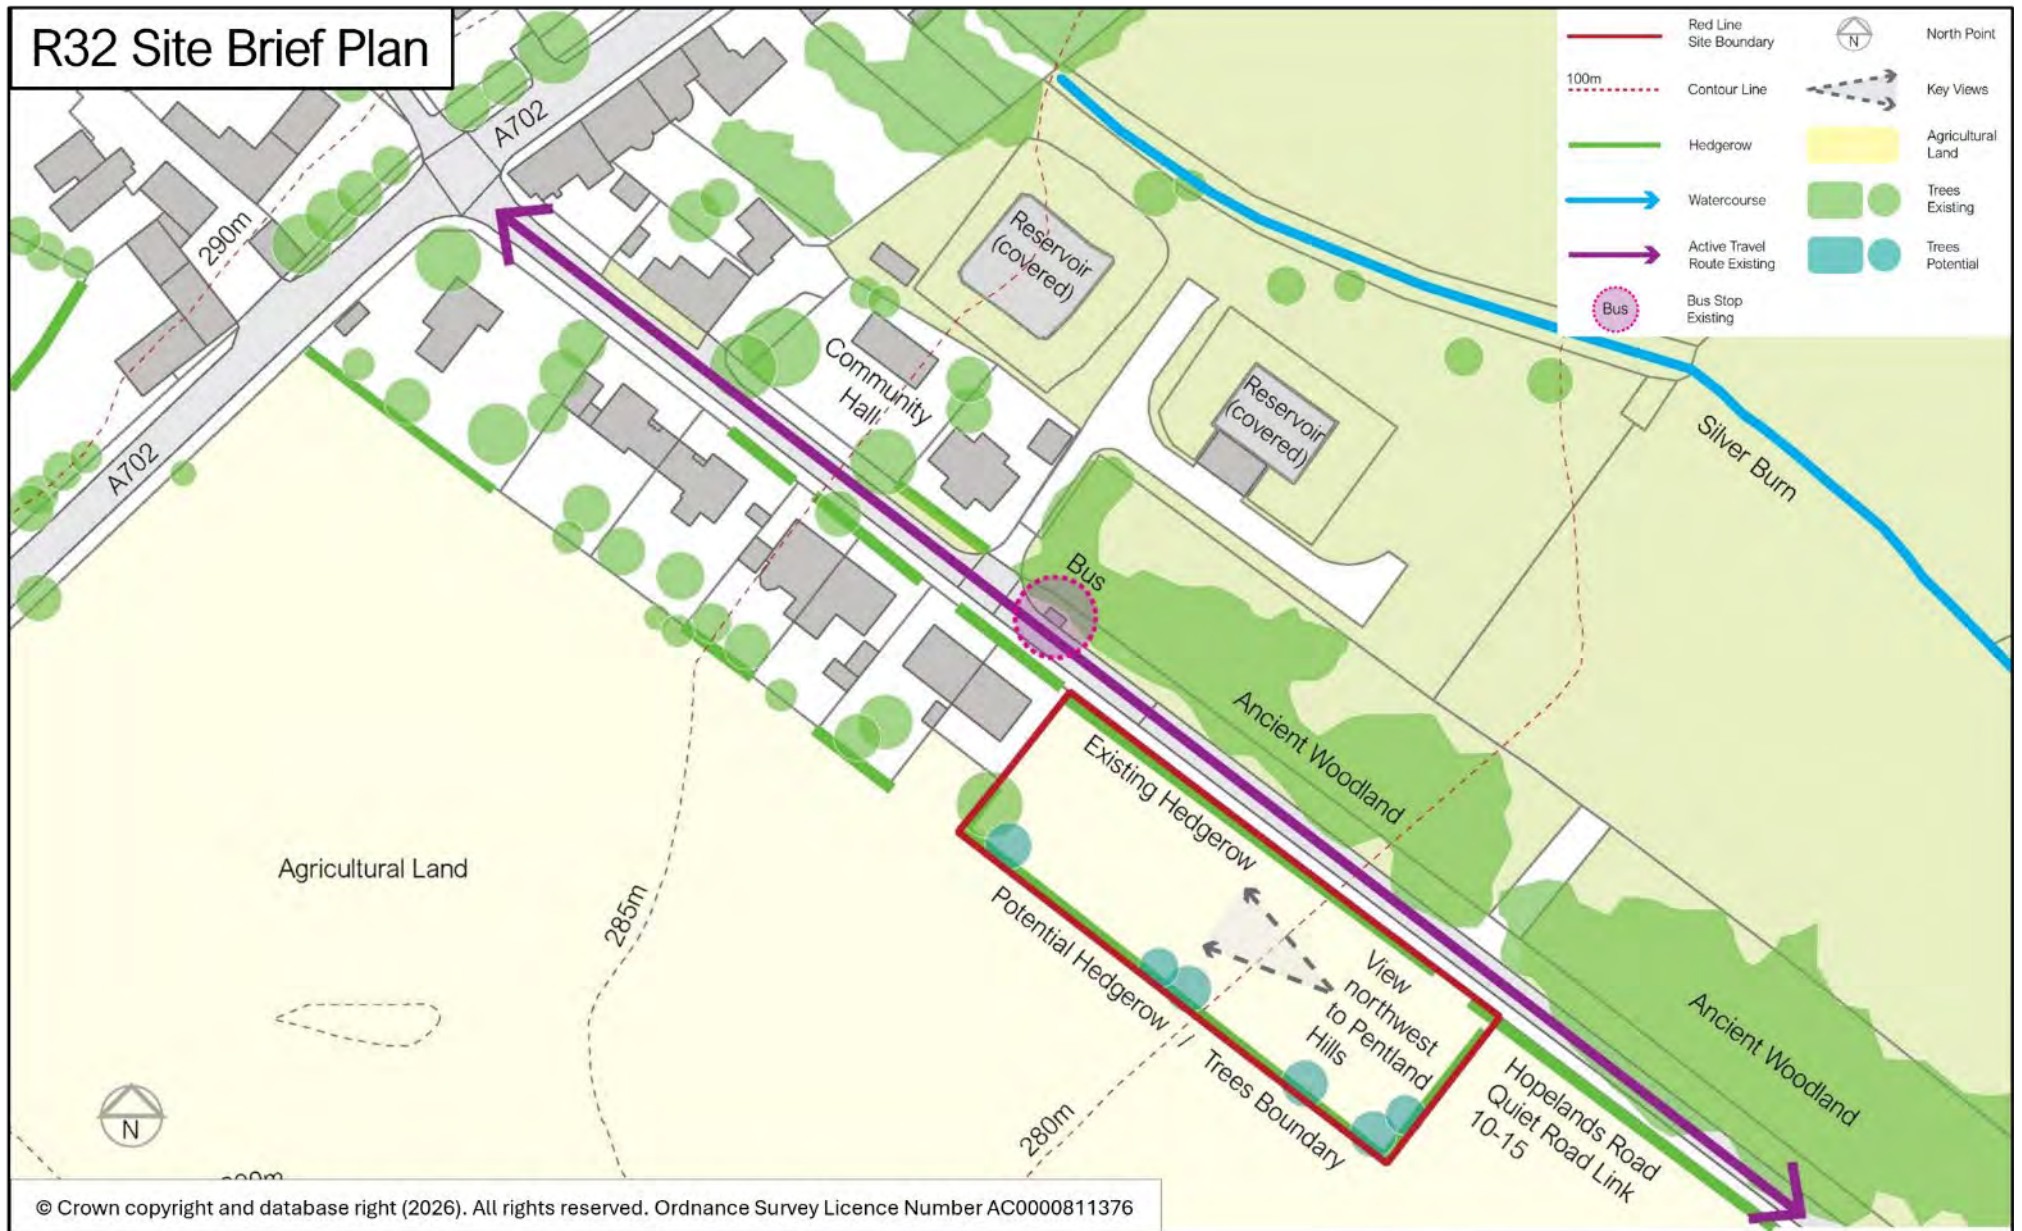 R32 Site Brief Plan
Red Line
Site Boundary
N
North Point
100m
Contour Line
Key Views
Hedgerow
Agricultural
Land
Watercourse
Trees
Existing
Active Travel
Route Existing
Trees
Potential
Bus
Bus Stop
Existing
A702
290m
Reservoir
(covered)
Community
Hall
Reservoir
(covered)
Silver Burn
A702
Bus
Ancient Woodland
Existing Hedgerow
Agricultural Land
285m
Potential Hedgerow /
Trees Boundary
View
northwest
to Pentland
Hills
Ancient Woodland
Hopelands Road
Quiet Road Link
10-15
280m
N
© Crown copyright and database right (2026). All rights reserved. Ordnance Survey Licence Number AC0000811376